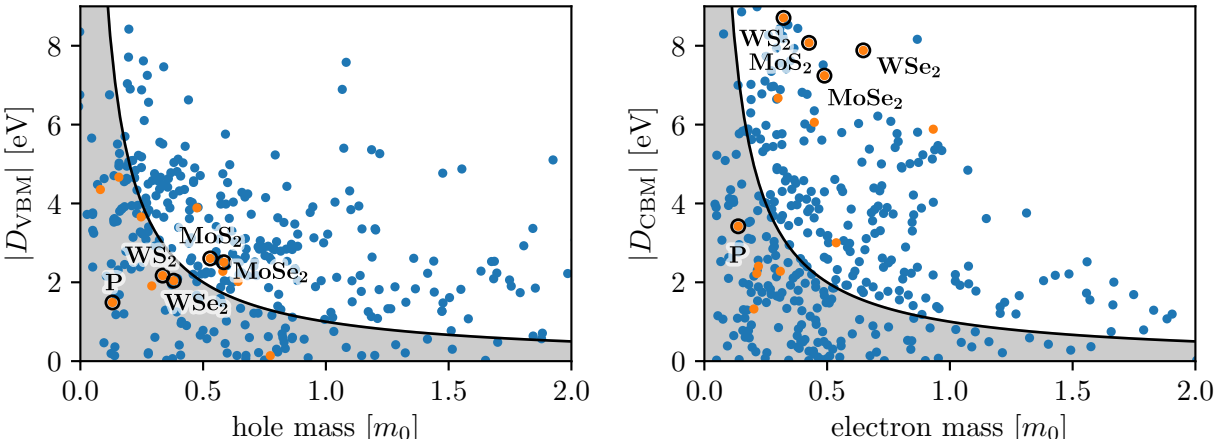 |D_VBM| [eV]
8
6
4
2
0
0.0 0.5 1.0 1.5 2.0
hole mass [m₀]
MoS₂
WS₂
MoSe₂
P
WSe₂
|D_CBM| [eV]
8
6
4
2
0
0.0 0.5 1.0 1.5 2.0
electron mass [m₀]
WS₂
MoS₂
WSe₂
MoSe₂
P